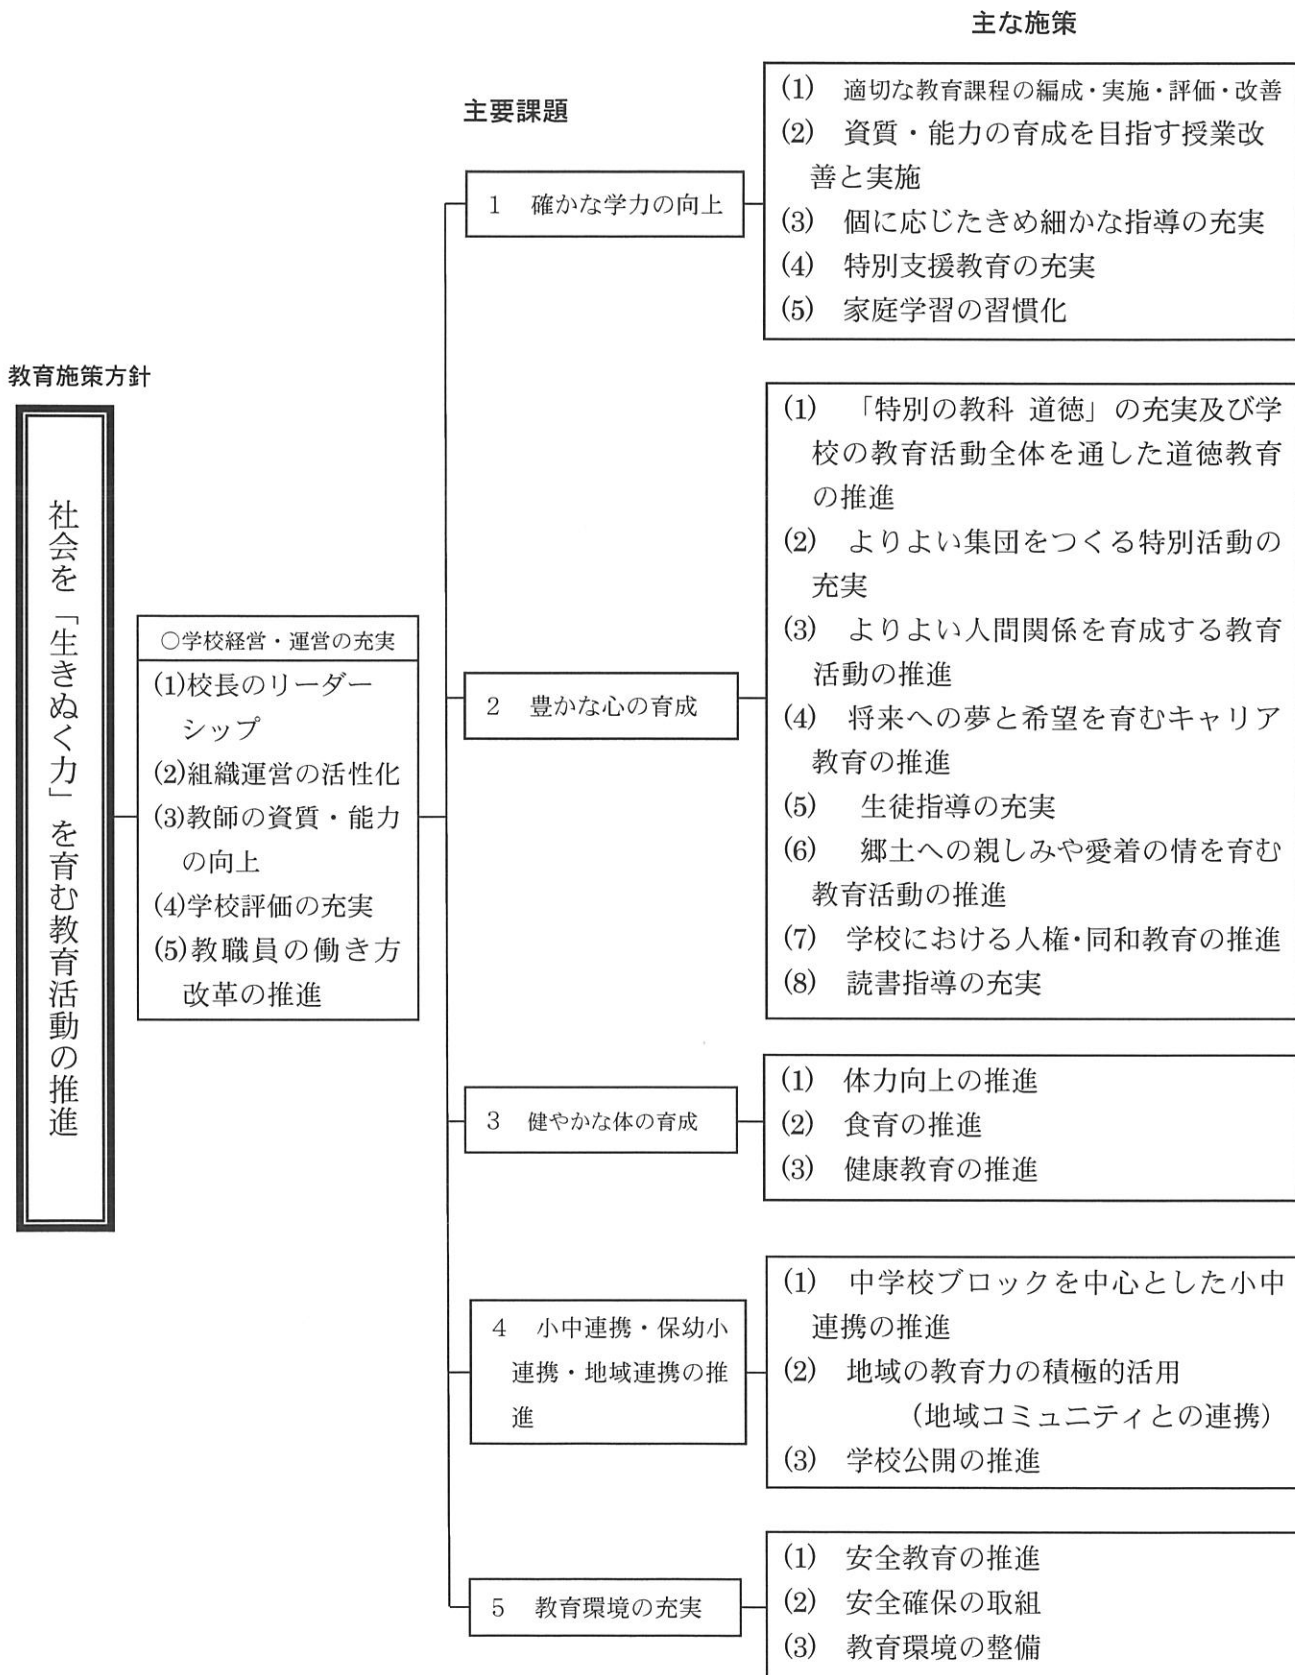 主な施策
主要課題
教育施策方針
社会を「生きぬく力」を育む教育活動の推進
○学校経営・運営の充実
(1)校長のリーダー
シップ
(2)組織運営の活性化
(3)教師の資質・能力
の向上
(4)学校評価の充実
(5)教職員の働き方
改革の推進
1 確かな学力の向上
(1) 適切な教育課程の編成・実施・評価・改善
(2) 資質・能力の育成を目指す授業改
善と実施
(3) 個に応じたきめ細かな指導の充実
(4) 特別支援教育の充実
(5) 家庭学習の習慣化
2 豊かな心の育成
(1) 「特別の教科 道徳」の充実及び学
校の教育活動全体を通した道徳教育
の推進
(2) よりよい集団をつくる特別活動の
充実
(3) よりよい人間関係を育成する教育
活動の推進
(4) 将来への夢と希望を育むキャリア
教育の推進
(5) 生徒指導の充実
(6) 郷土への親しみや愛着の情を育む
教育活動の推進
(7) 学校における人権・同和教育の推進
(8) 読書指導の充実
3 健やかな体の育成
(1) 体力向上の推進
(2) 食育の推進
(3) 健康教育の推進
4 小中連携・保幼小
連携・地域連携の推
進
(1) 中学校ブロックを中心とした小中
連携の推進
(2) 地域の教育力の積極的活用
(地域コミュニティとの連携)
(3) 学校公開の推進
5 教育環境の充実
(1) 安全教育の推進
(2) 安全確保の取組
(3) 教育環境の整備